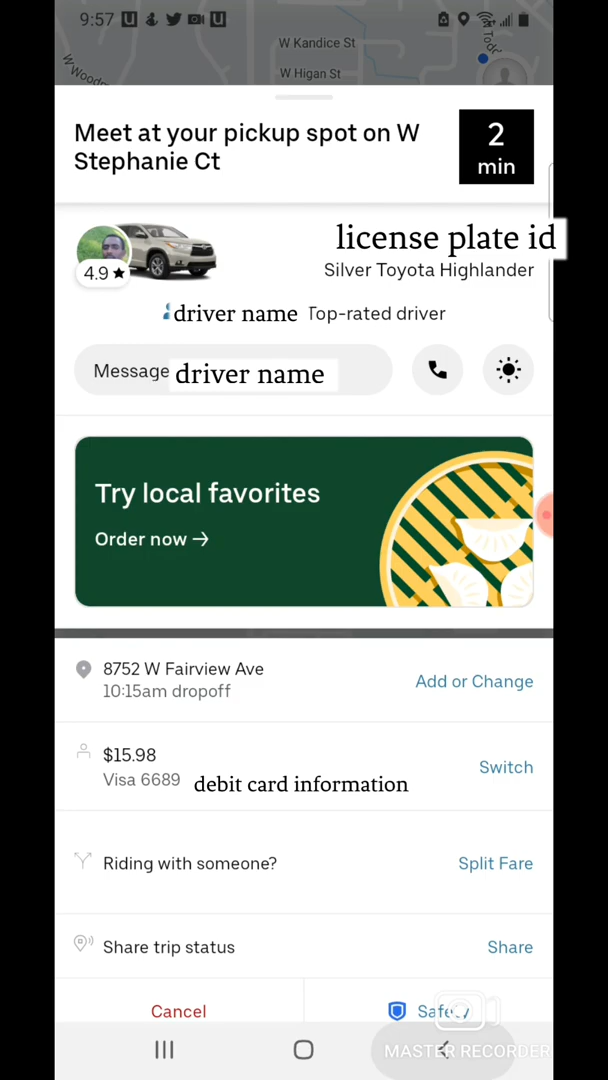 9:57
W Kandice St
W Higan St
Meet at your pickup spot on W
Stephanie Ct
2
min
license plate id
4.9 ★
Silver Toyota Highlander
driver name Top-rated driver
Message driver name
Try local favorites
Order now →
8752 W Fairview Ave
10:15am dropoff
Add or Change
$15.98
Visa 6689 debit card information
Switch
Riding with someone?
Split Fare
Share trip status
Share
Cancel
Safety
MASTER RECORDER